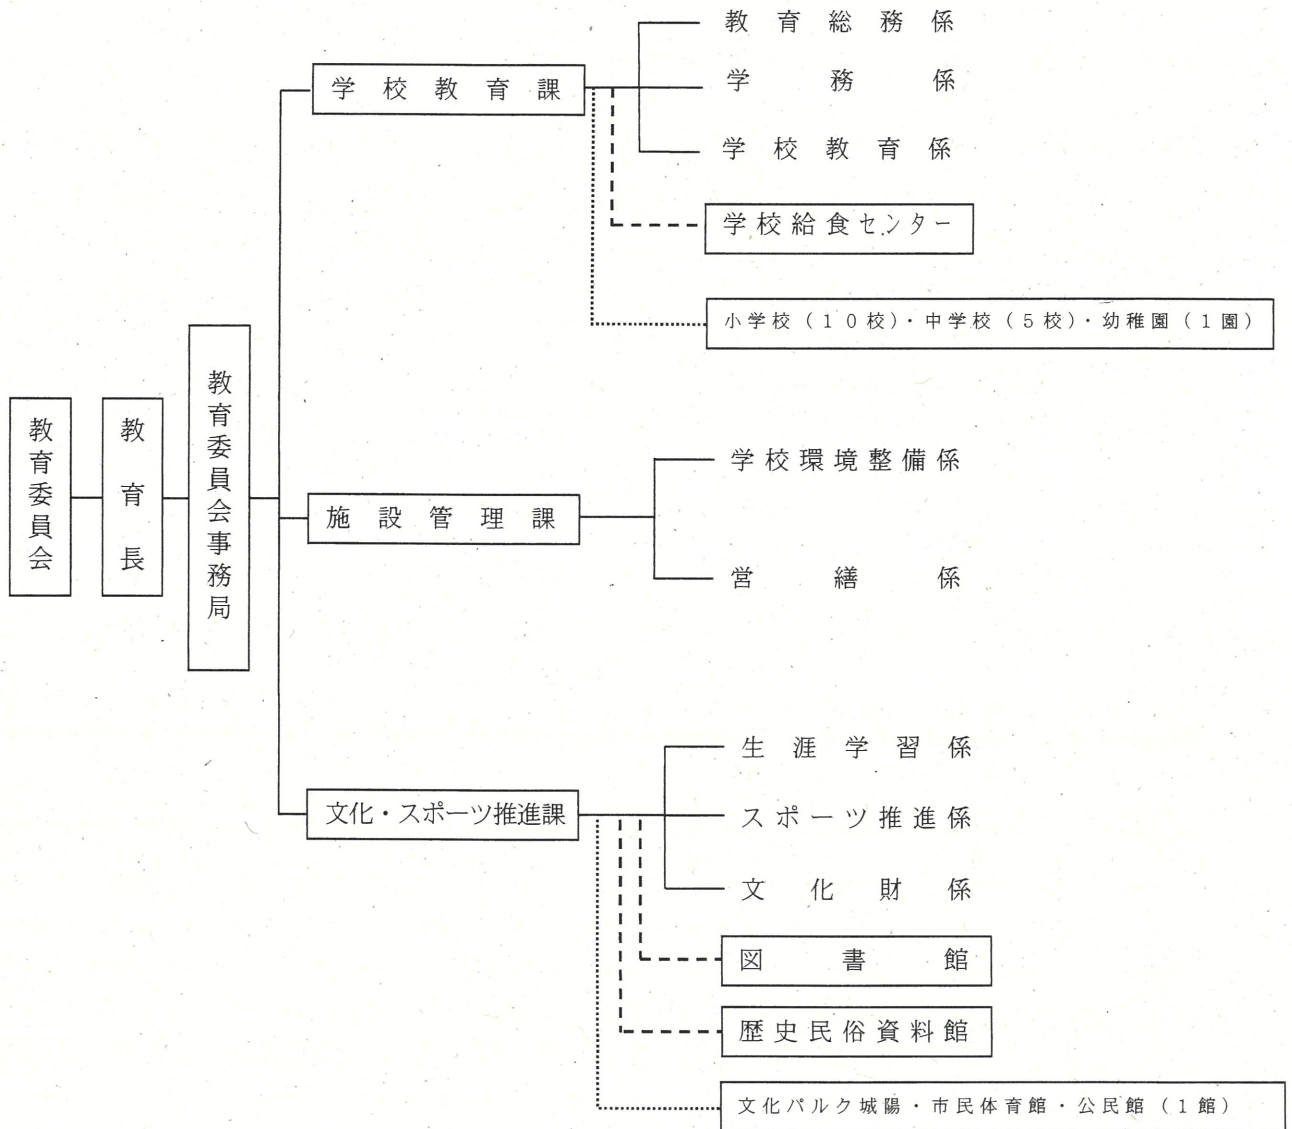 教育委員会
教育長
教育委員会事務局
学校教育課
教育総務係
学務係
学校教育係
学校給食センター
小学校(10校)・中学校(5校)・幼稚園(1園)
施設管理課
学校環境整備係
営繕係
文化・スポーツ推進課
生涯学習係
スポーツ推進係
文化財係
図書館
歴史民俗資料館
文化パルク城陽・市民体育館・公民館(1館)